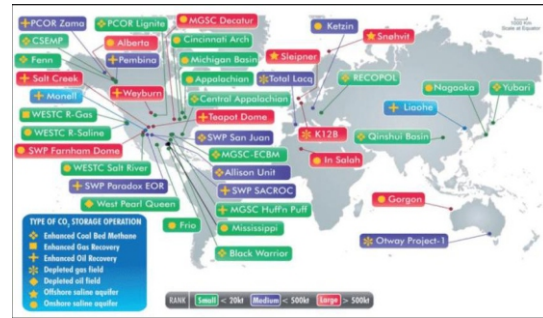 PCOR Zama
PCOR Lignite
MGSC Decatur
Ketzin
Snøhvit
CSEMP
Alberta
Cincinnati Arch
Sleipner
Fenn
Pembina
Michigan Basin
Total Lacq
RECOPOL
Nagaoka
Yubari
Salt Creek
Weyburn
Appalachian
Monell
Central Appalachian
Liaohe
WESTC R-Gas
Teapot Dome
WESTC R-Saline
SWP San Juan
K12B
Qinshui Basin
SWP Farnham Dome
MGSC-ECBM
In Salah
WESTC Salt River
Allison Unit
SWP Paradox EOR
SWP SACROC
Gorgon
West Pearl Queen
MGSC Huff'n Puff
Frio
Mississippi
Otway Project-1
Black Warrior
TYPE OF CO₂ STORAGE OPERATION
Enhanced Coal Bed Methane
Enhanced Gas Recovery
Enhanced Oil Recovery
Depleted gas field
Depleted oil field
Offshore saline aquifer
Onshore saline aquifer
RANK Small < 20kt Medium < 500kt Large > 500kt
1000 Km
Scale at Equator